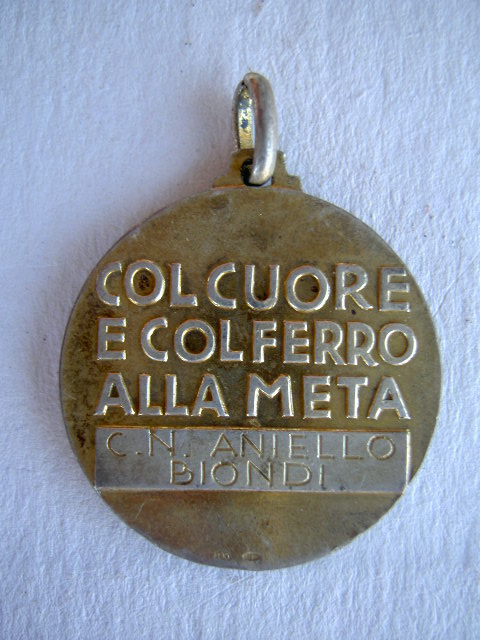 COL CUORE
E COL FERRO
ALLA META
C.N. ANIELLO
BIONDI